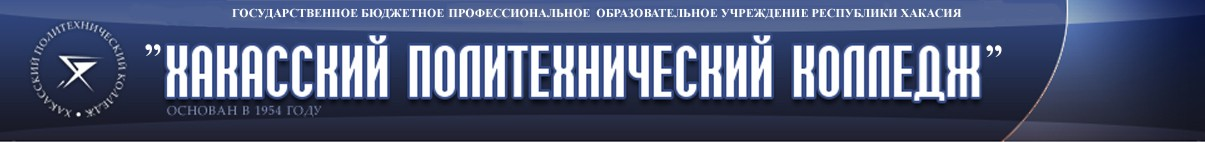 ГОСУДАРСТВЕННОЕ БЮДЖЕТНОЕ ПРОФЕССИОНАЛЬНОЕ ОБРАЗОВАТЕЛЬНОЕ УЧРЕЖДЕНИЕ РЕСПУБЛИКИ ХАКАСИЯ
ХАКАССКИЙ ПОЛИТЕХНИЧЕСКИЙ КОЛЛЕДЖ
”ХАКАССКИЙ ПОЛИТЕХНИЧЕСКИЙ КОЛЛЕДЖ”
ОСНОВАН В 1954 ГОДУ